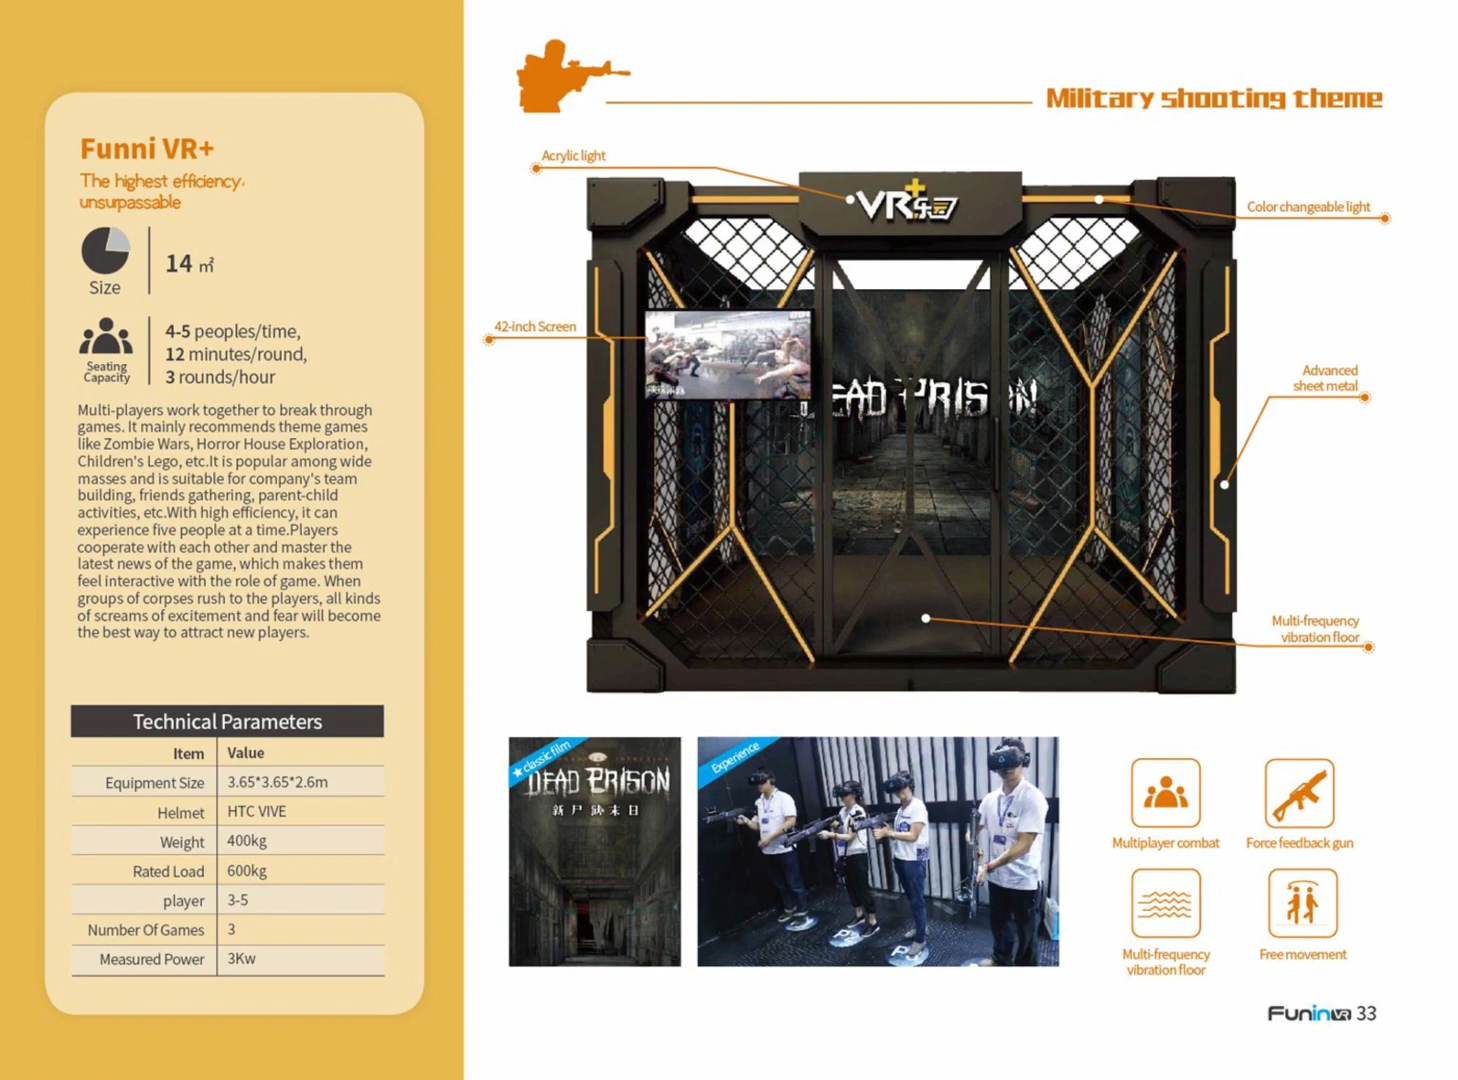 Funni VR+
The highest efficiency,
unsurpassable
Size
14 ㎡
Seating
Capacity
4-5 peoples/time,
12 minutes/round,
3 rounds/hour
Multi-players work together to break through
games. It mainly recommends theme games
like Zombie Wars, Horror House Exploration,
Children's Lego, etc.It is popular among wide
masses and is suitable for company's team
building, friends gathering, parent-child
activities, etc.With high efficiency, it can
experience five people at a time.Players
cooperate with each other and master the
latest news of the game, which makes them
feel interactive with the role of game. When
groups of corpses rush to the players, all kinds
of screams of excitement and fear will become
the best way to attract new players.
Technical Parameters
Item Value
Equipment Size 3.65*3.65*2.6m
Helmet HTC VIVE
Weight 400kg
Rated Load 600kg
player 3-5
Number Of Games 3
Measured Power 3Kw
Military shooting theme
Acrylic light
VR+乐云
Color changeable light
42-inch Screen
DEAD PRISON
Advanced
sheet metal
Multi-frequency
vibration floor
★classic film
DEAD PRISON
末日
Experience
Multiplayer combat
Force feedback gun
Multi-frequency
vibration floor
Free movement
FuninVR 33